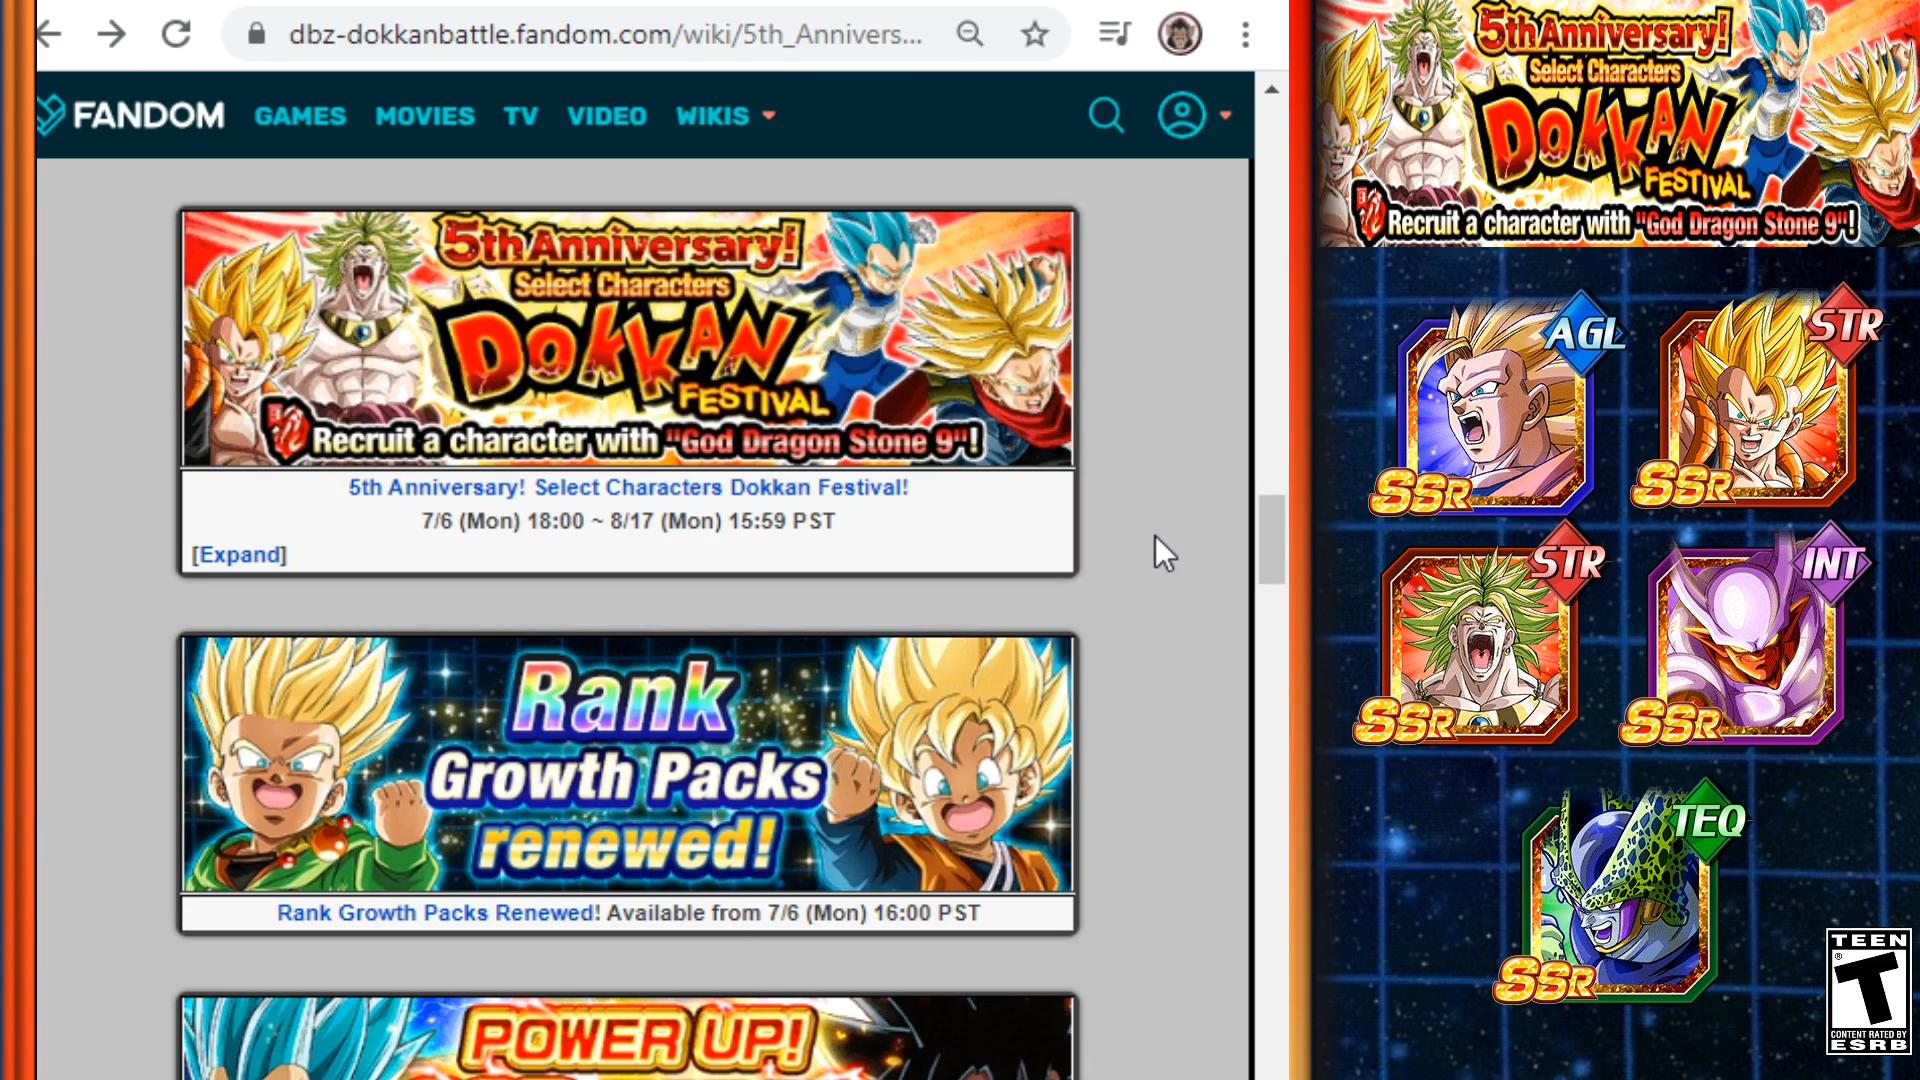 dbz-dokkanbattle.fandom.com/wiki/5th_Annivers...
FANDOM GAMES MOVIES TV VIDEO WIKIS
5th Anniversary!
Select Characters
DOKKAN
FESTIVAL
Recruit a character with "God Dragon Stone 9"!
5th Anniversary! Select Characters Dokkan Festival!
7/6 (Mon) 18:00 ~ 8/17 (Mon) 15:59 PST
[Expand]
Rank
Growth Packs
renewed!
Rank Growth Packs Renewed! Available from 7/6 (Mon) 16:00 PST
POWER UP!
5th Anniversary!
Select Characters
DOKKAN
FESTIVAL
Recruit a character with "God Dragon Stone 9"!
AGL
STR
SSR
SSR
STR
INT
SSR
SSR
TEQ
SSR
TEEN
T
®
CONTENT RATED BY
ESRB